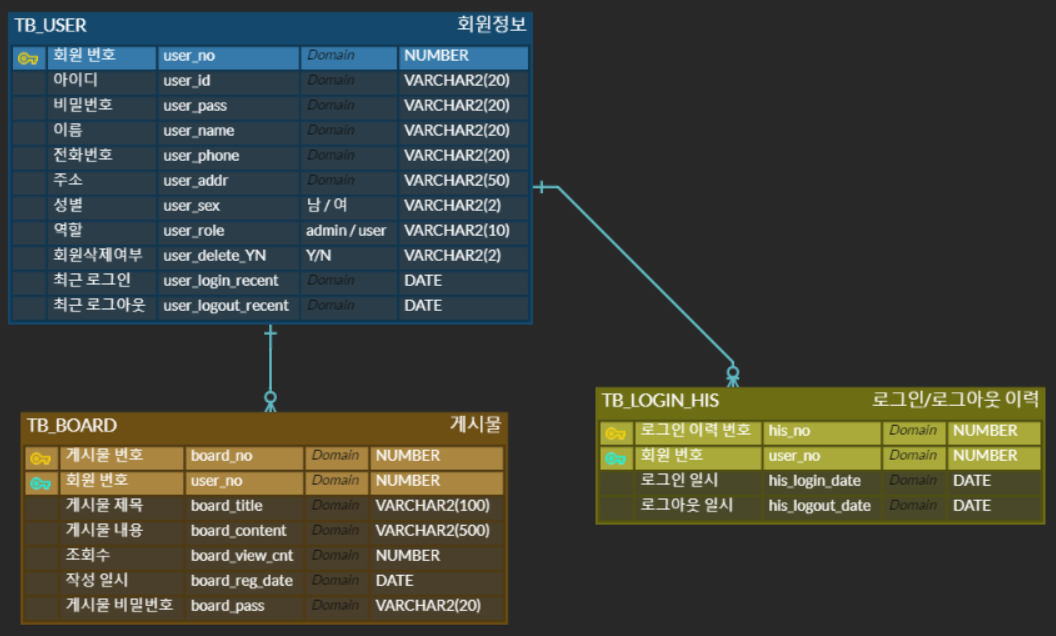 TB_USER 회원정보
회원 번호 user_no Domain NUMBER
아이디 user_id Domain VARCHAR2(20)
비밀번호 user_pass Domain VARCHAR2(20)
이름 user_name Domain VARCHAR2(20)
전화번호 user_phone Domain VARCHAR2(20)
주소 user_addr Domain VARCHAR2(50)
성별 user_sex 남 / 여 VARCHAR2(2)
역할 user_role admin / user VARCHAR2(10)
회원삭제여부 user_delete_YN Y/N VARCHAR2(2)
최근 로그인 user_login_recent Domain DATE
최근 로그아웃 user_logout_recent Domain DATE
TB_BOARD 게시물
게시물 번호 board_no Domain NUMBER
회원 번호 user_no Domain NUMBER
게시물 제목 board_title Domain VARCHAR2(100)
게시물 내용 board_content Domain VARCHAR2(500)
조회수 board_view_cnt Domain NUMBER
작성 일시 board_reg_date Domain DATE
게시물 비밀번호 board_pass Domain VARCHAR2(20)
TB_LOGIN_HIS 로그인/로그아웃 이력
로그인 이력 번호 his_no Domain NUMBER
회원 번호 user_no Domain NUMBER
로그인 일시 his_login_date Domain DATE
로그아웃 일시 his_logout_date Domain DATE